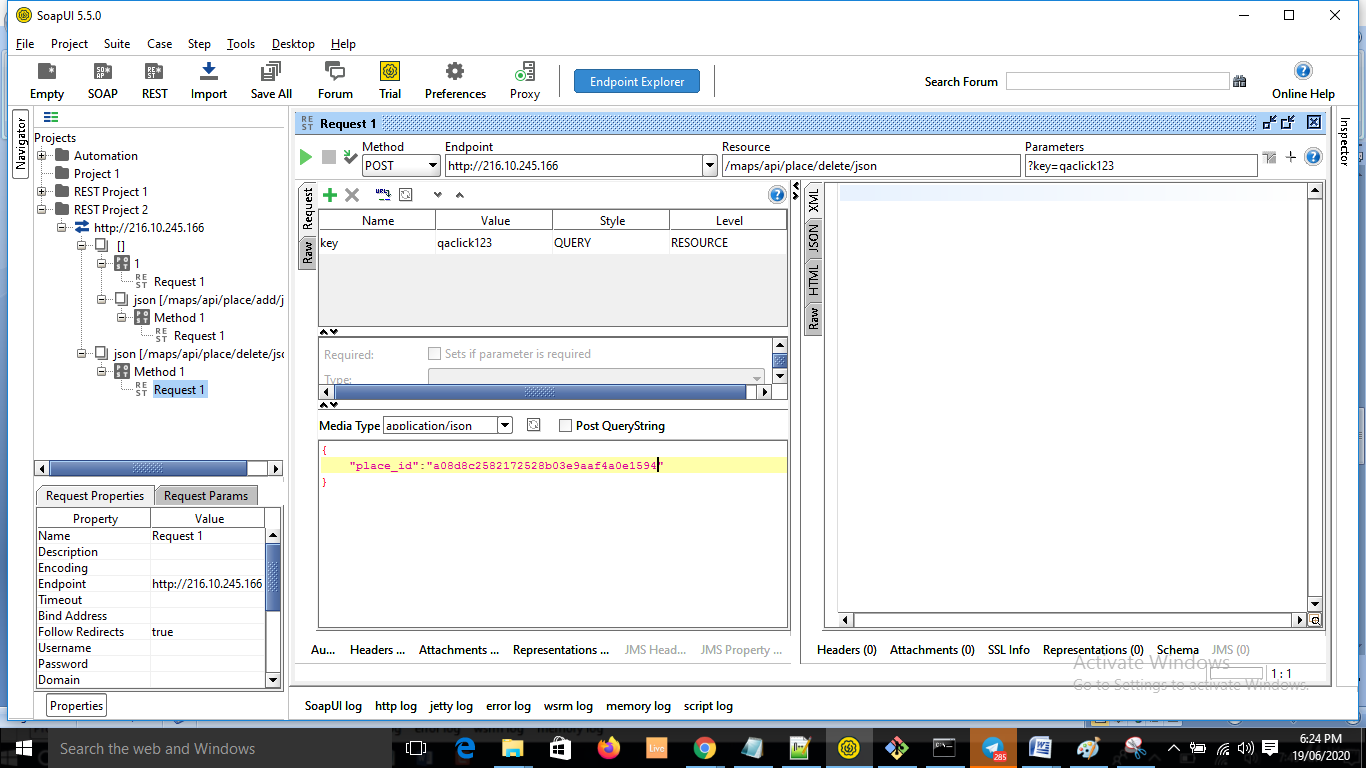 SoapUI 5.5.0
File Project Suite Case Step Tools Desktop Help
Empty SOAP REST Import Save All Forum Trial Preferences Proxy Endpoint Explorer Search Forum Online Help
Navigator
Projects
Automation
Project 1
REST Project 1
REST Project 2
http://216.10.245.166
[]
1
Request 1
json [/maps/api/place/add/j
Method 1
Request 1
json [/maps/api/place/delete/jso
Method 1
Request 1
Request Properties Request Params
Property Value
Name Request 1
Description
Encoding
Endpoint http://216.10.245.166
Timeout
Bind Address
Follow Redirects true
Username
Password
Domain
Properties
REST Request 1
Method Endpoint Resource Parameters
POST http://216.10.245.166 /maps/api/place/delete/json ?key=qaclick123
Request
Raw
Name Value Style Level
key qaclick123 QUERY RESOURCE
Required: Sets if parameter is required
Type:
Media Type application/json Post QueryString
{
"place_id":"a08d8c2582172528b03e9aaf4a0e1594"
}
Au... Headers ... Attachments ... Representations ... JMS Head... JMS Property ...
XML
JSON
HTML
Raw
Headers (0) Attachments (0) SSL Info Representations (0) Schema JMS (0)
Activate Windows
Go to Settings to activate Windows.
1 : 1
Inspector
SoapUI log http log jetty log error log wsrm log memory log script log
Search the web and Windows
Live
285
6:24 PM
19/06/2020